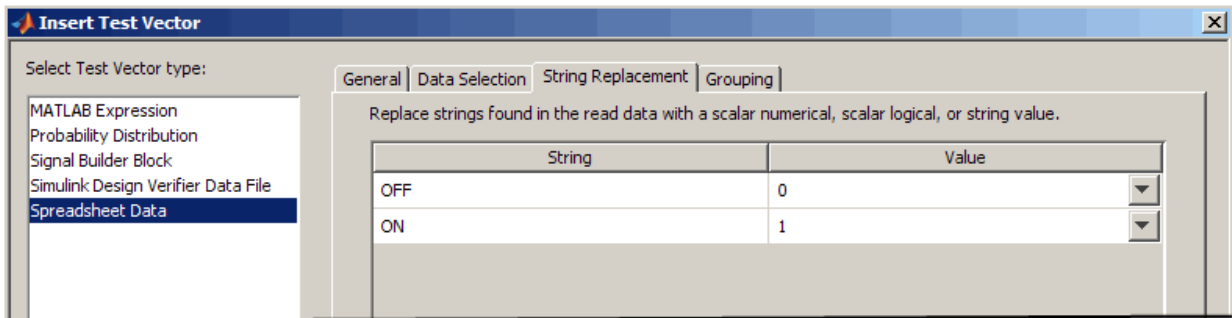 Insert Test Vector
Select Test Vector type:
MATLAB Expression
Probability Distribution
Signal Builder Block
Simulink Design Verifier Data File
Spreadsheet Data
General Data Selection String Replacement Grouping
Replace strings found in the read data with a scalar numerical, scalar logical, or string value.
String Value
OFF 0
ON 1